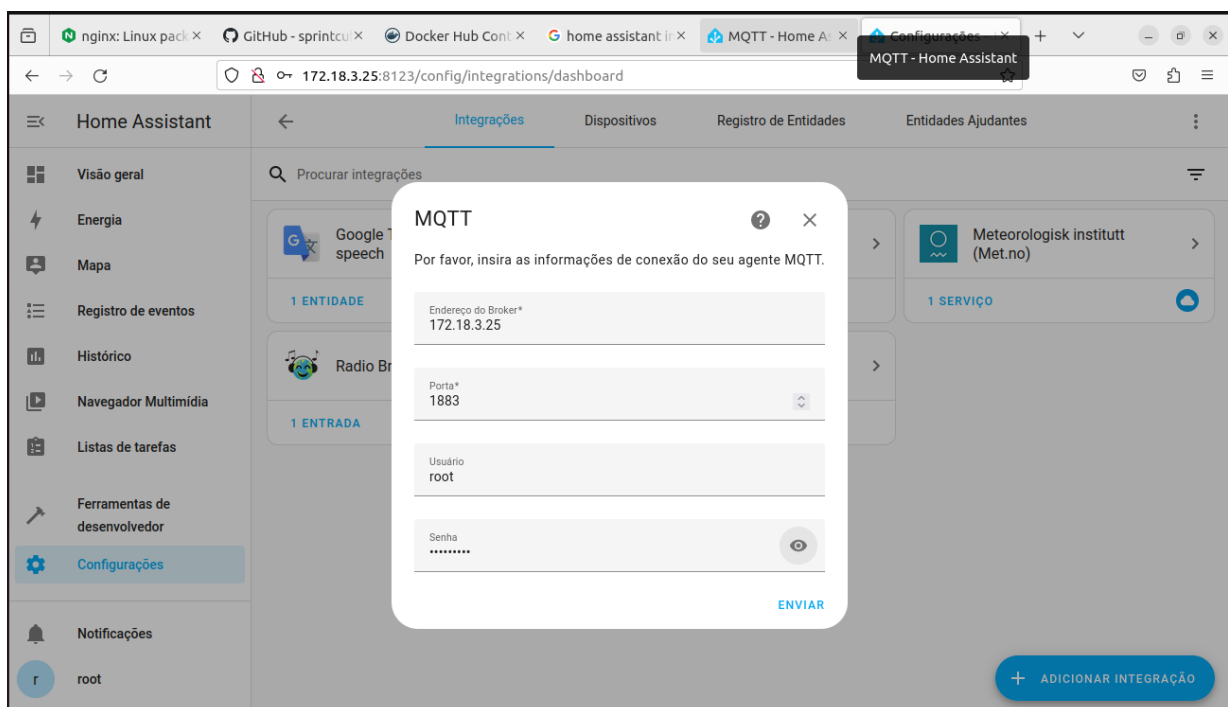 nginx: Linux pack
GitHub - sprintcu
Docker Hub Cont
home assistant i
MQTT - Home As
Configurações -
MQTT - Home Assistant
172.18.3.25:8123/config/integrations/dashboard
Home Assistant
Integrações
Dispositivos
Registro de Entidades
Entidades Ajudantes
Visão geral
Energia
Mapa
Registro de eventos
Histórico
Navegador Multimídia
Listas de tarefas
Ferramentas de
desenvolvedor
Configurações
Notificações
r
root
Procurar integrações
Google T
speech
1 ENTIDADE
Meteorologisk institutt
(Met.no)
1 SERVIÇO
Radio Br
1 ENTRADA
MQTT
Por favor, insira as informações de conexão do seu agente MQTT.
Endereço do Broker*
172.18.3.25
Porta*
1883
Usuário
root
Senha
•••••••••
ENVIAR
ADICIONAR INTEGRAÇÃO